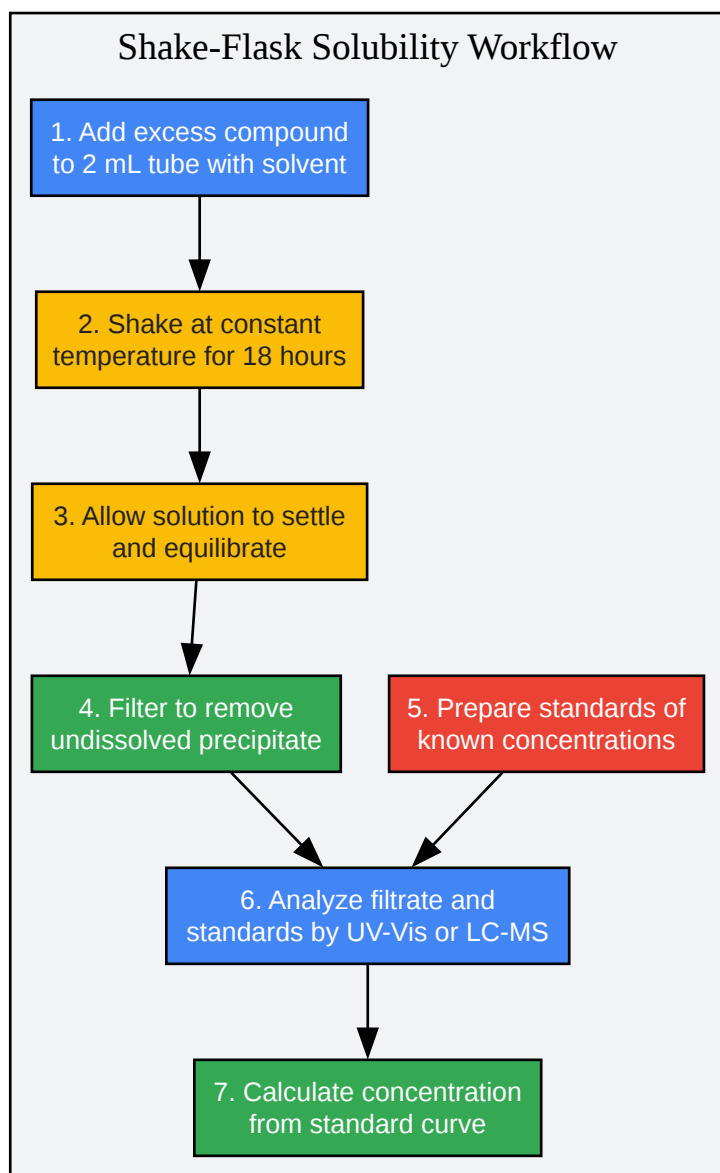 Shake-Flask Solubility Workflow
1. Add excess compound
to 2 mL tube with solvent
2. Shake at constant
temperature for 18 hours
3. Allow solution to settle
and equilibrate
4. Filter to remove
undissolved precipitate
5. Prepare standards of
known concentrations
6. Analyze filtrate and
standards by UV-Vis or LC-MS
7. Calculate concentration
from standard curve